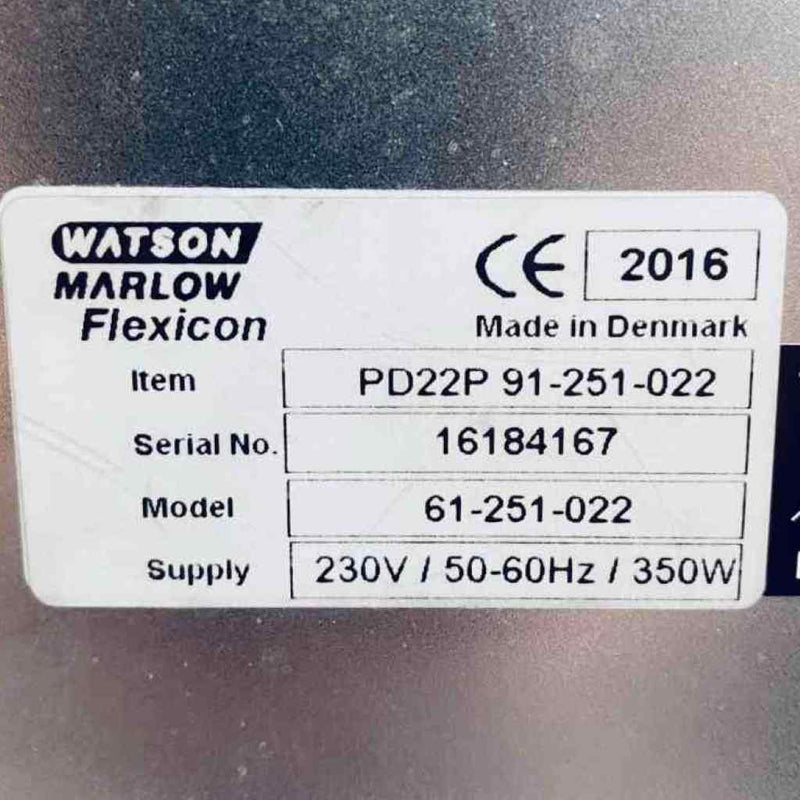 WATSON
MARLOW
Flexicon
CE 2016
Made in Denmark
Item PD22P 91-251-022
Serial No. 16184167
Model 61-251-022
Supply 230V / 50-60Hz / 350W